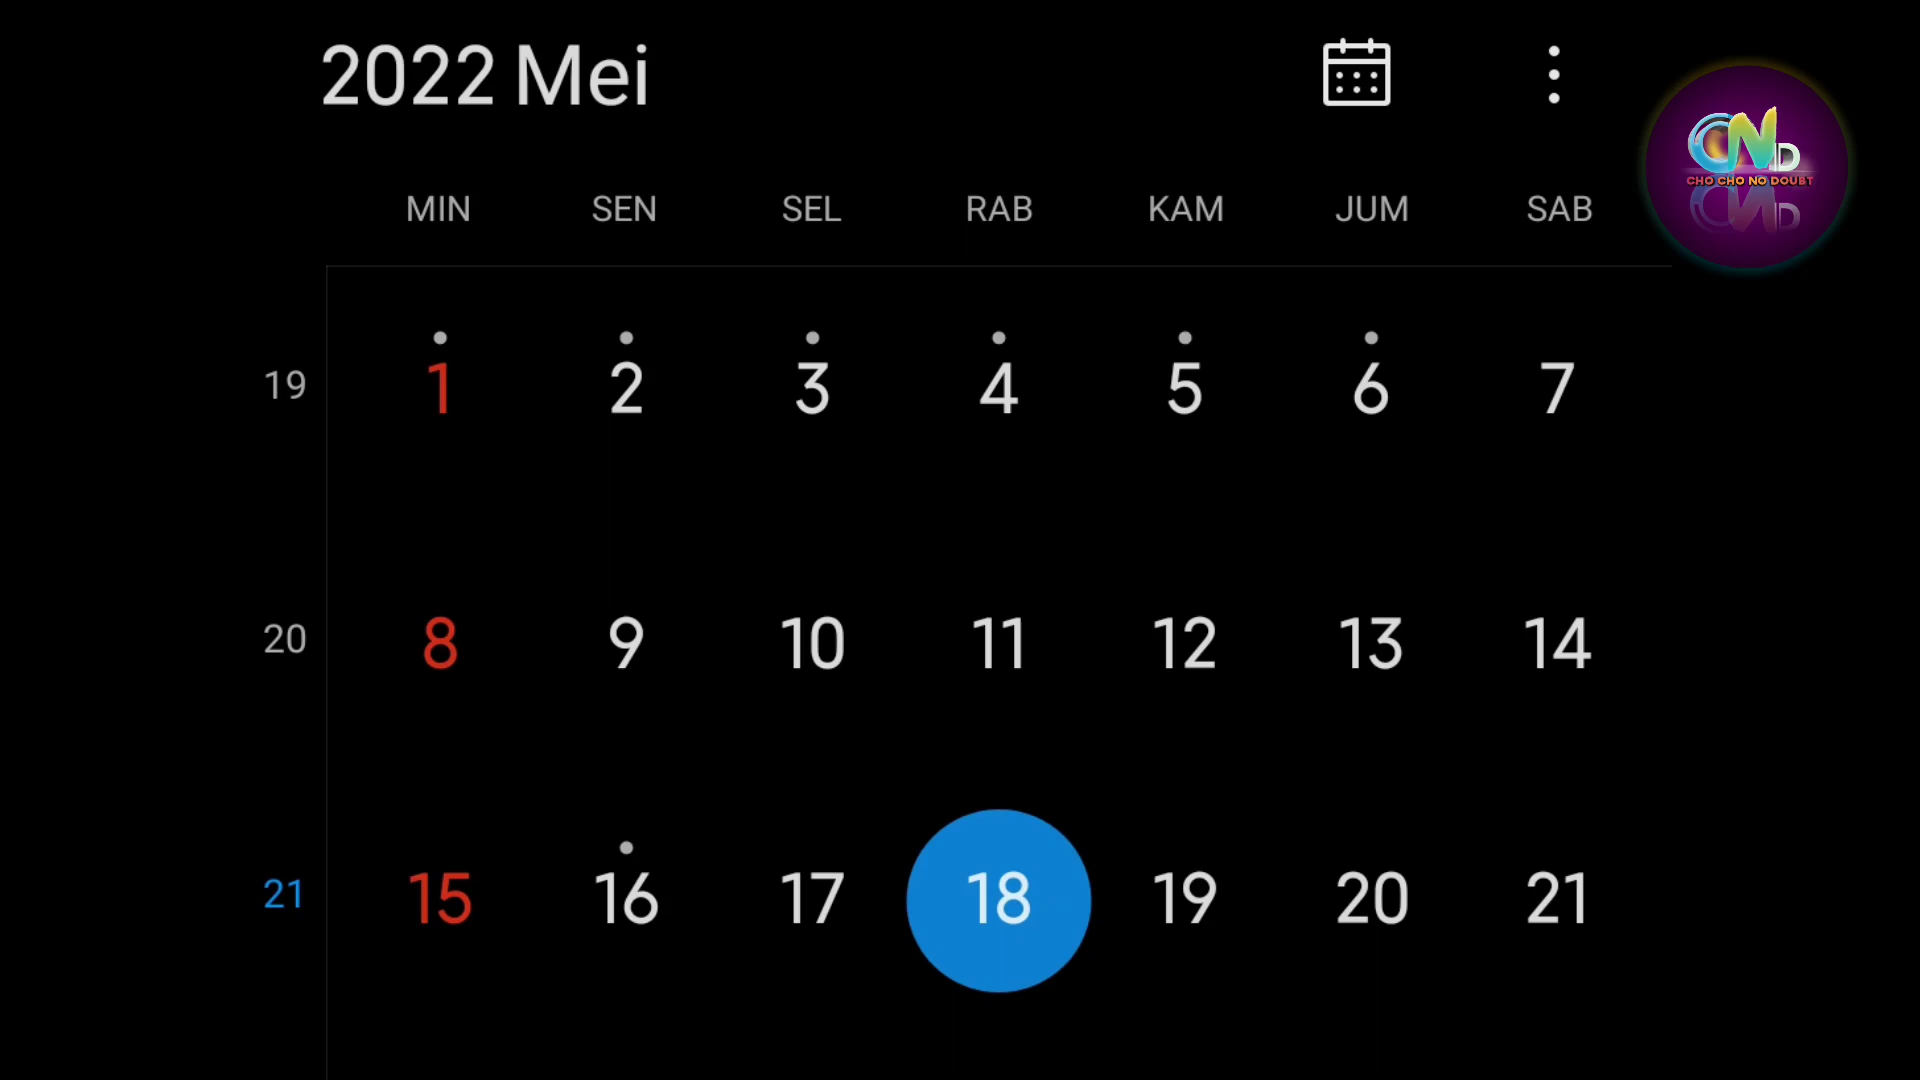 2022 Mei
CND
CHO CHO NO DOUBT
MIN SEN SEL RAB KAM JUM SAB
19 1 2 3 4 5 6 7
20 8 9 10 11 12 13 14
21 15 16 17 18 19 20 21